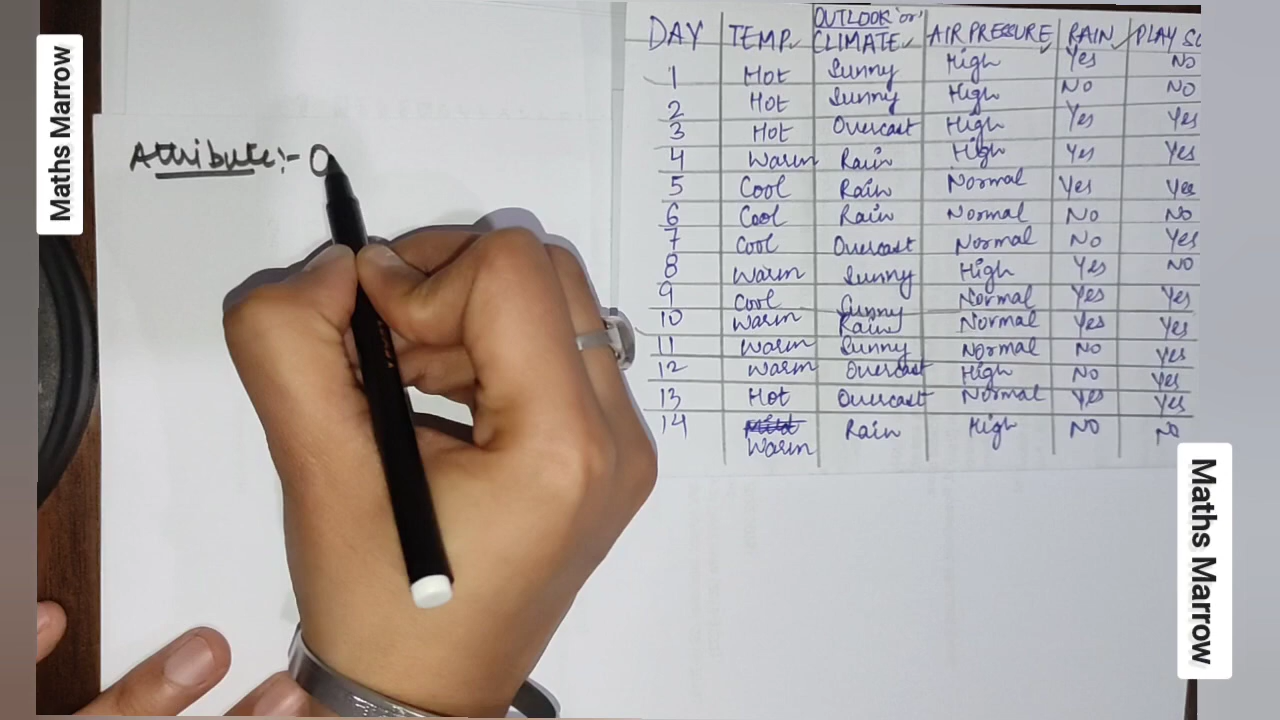 Maths Marrow
Attribute:- O
DAY TEMP. OUTLOOK 'or' CLIMATE AIR PRESSURE RAIN PLAY
1 Hot Sunny High Yes No
2 Hot Sunny High No No
3 Hot Overcast High Yes Yes
4 Warm Rain High Yes Yes
5 Cool Rain Normal Yes Yes
6 Cool Rain Normal No No
7 Cool Overcast Normal No Yes
8 Warm Sunny High Yes No
9 Cool Sunny Normal Yes Yes
10 Warm Rain Normal Yes Yes
11 Warm Sunny Normal No Yes
12 Warm Overcast High No Yes
13 Hot Overcast Normal Yes Yes
14 Warm Rain High No No
Maths Marrow